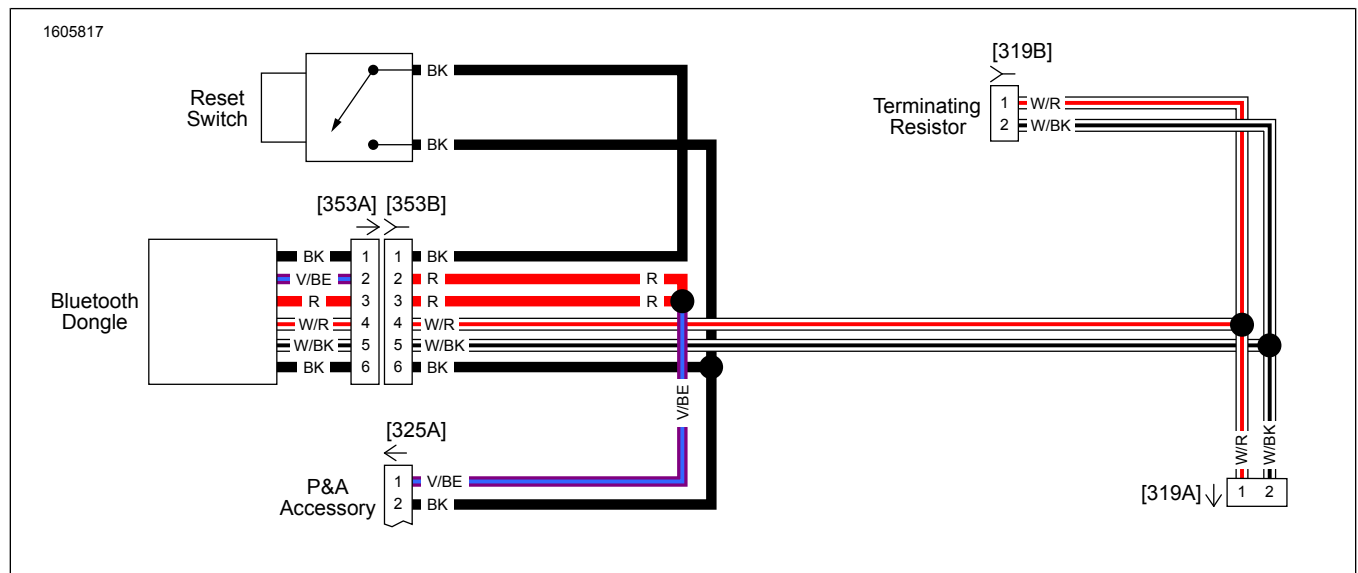 1605817
Reset
Switch
BK
BK
[319B]
Terminating
Resistor
1 W/R
2 W/BK
[353A] [353B]
Bluetooth
Dongle
BK 1 1 BK
V/BE 2 2 R R
R 3 3 R R
W/R 4 4 W/R
W/BK 5 5 W/BK
BK 6 6 BK
V/BE
[325A]
P&A
Accessory
1 V/BE
2 BK
W/R
W/BK
[319A]
1 2